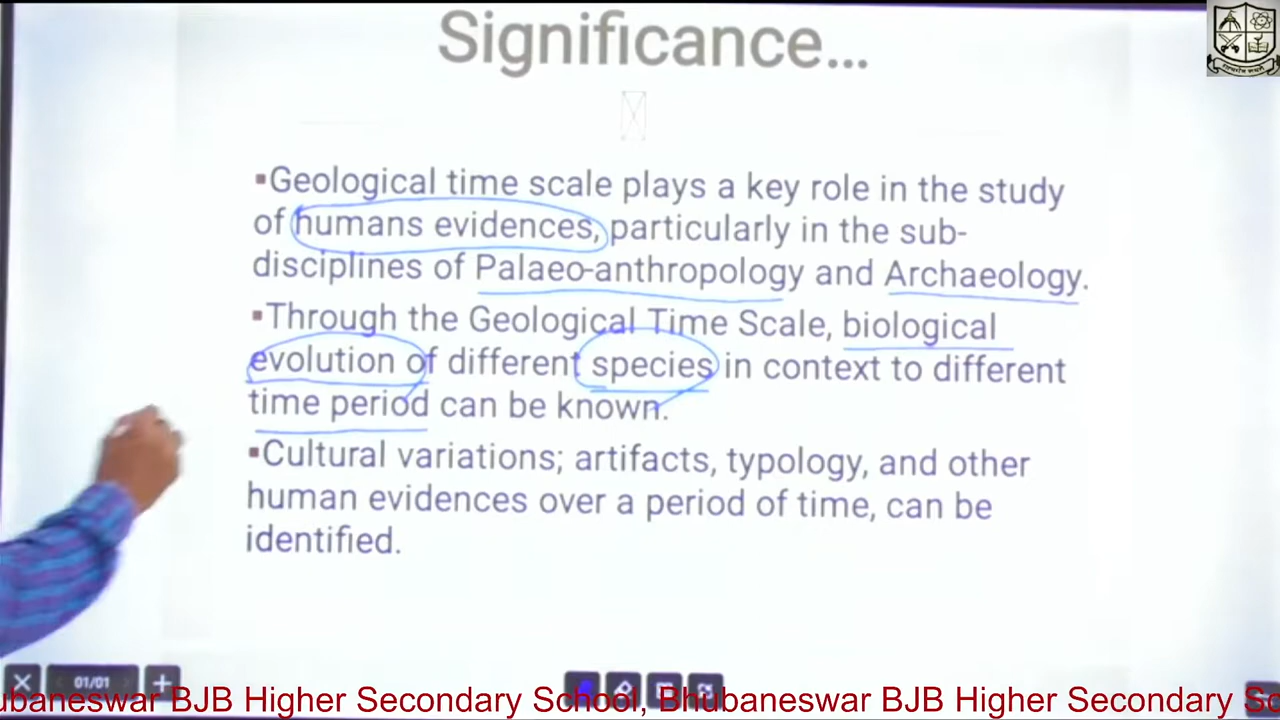 Significance...
▪Geological time scale plays a key role in the study
of humans evidences, particularly in the sub-
disciplines of Palaeo-anthropology and Archaeology.
▪Through the Geological Time Scale, biological
evolution of different species in context to different
time period can be known.
▪Cultural variations; artifacts, typology, and other
human evidences over a period of time, can be
identified.
01/01
ubaneswar BJB Higher Secondary School, Bhubaneswar BJB Higher Secondary Sc